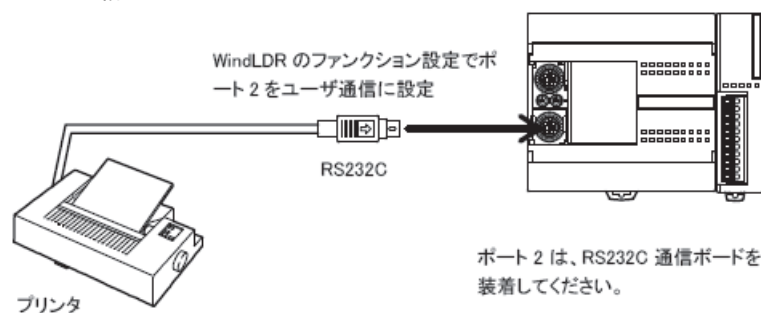 WindLDR のファンクション設定でポ
ート 2 をユーザ通信に設定
RS232C
ポート 2 は、RS232C 通信ボードを
装着してください。
プリンタ